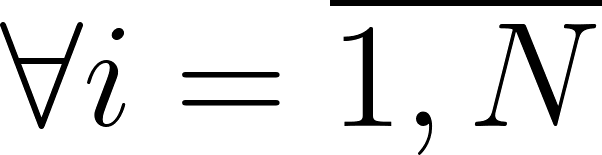 ∀i = \overline{1, N}